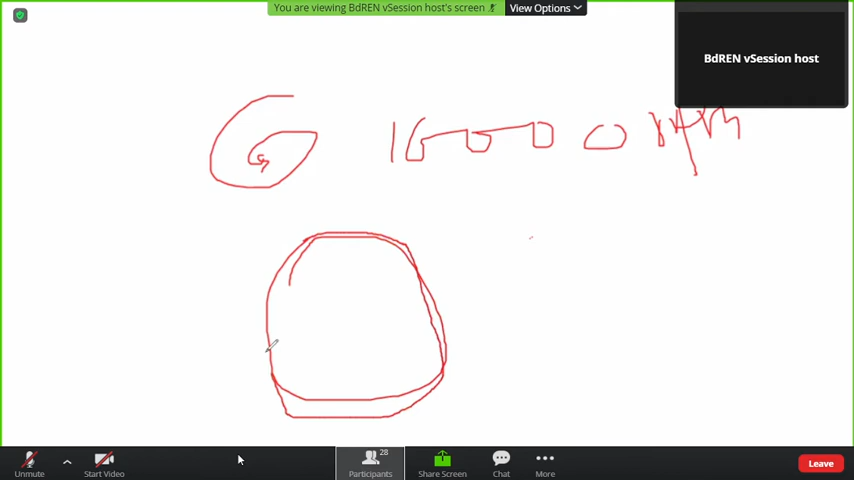 You are viewing BdREN vSession host's screen
View Options
BdREN vSession host
16000 rpm
Unmute
Start Video
28
Participants
Share Screen
Chat
More
Leave